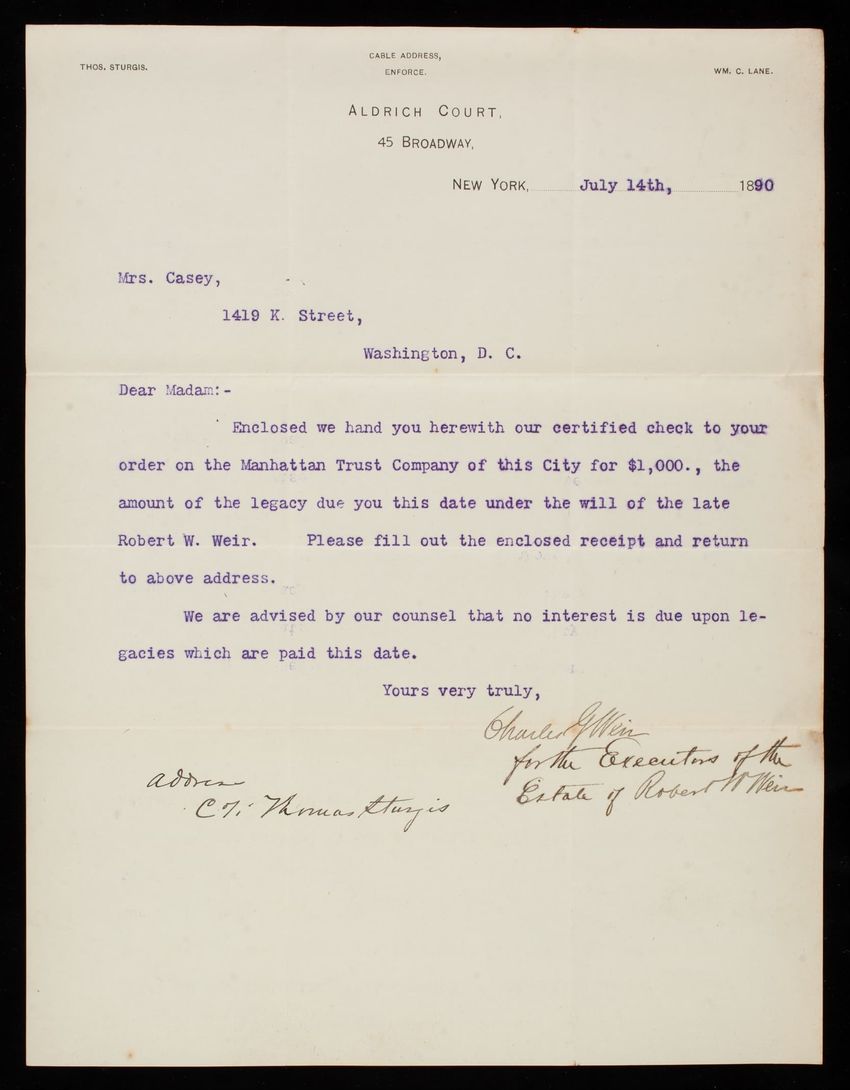 THOS. STURGIS.
CABLE ADDRESS,
ENFORCE.
WM. C. LANE.
ALDRICH COURT,
45 BROADWAY,
NEW YORK, July 14th, 1890
Mrs. Casey,
1419 K. Street,
Washington, D. C.
Dear Madam:-
Enclosed we hand you herewith our certified check to your
order on the Manhattan Trust Company of this City for $1,000., the
amount of the legacy due you this date under the will of the late
Robert W. Weir. Please fill out the enclosed receipt and return
to above address.
We are advised by our counsel that no interest is due upon le-
gacies which are paid this date.
Yours very truly,
Charles G Weir
for the Executors of the
Estate of Robert W Weir
address
Thomas Sturgis